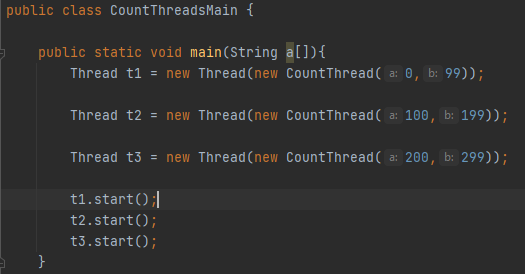 public class CountThreadsMain {
public static void main(String a[]){
Thread t1 = new Thread(new CountThread( a: 0, b: 99));
Thread t2 = new Thread(new CountThread( a: 100, b: 199));
Thread t3 = new Thread(new CountThread( a: 200, b: 299));
t1.start();
t2.start();
t3.start();
}